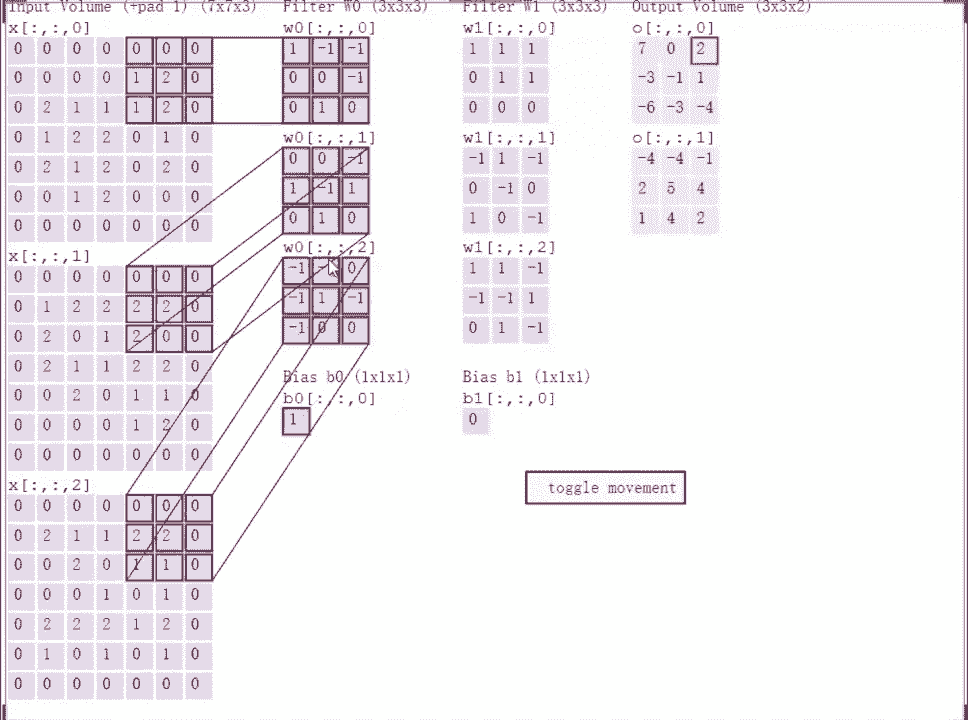 Input Volume (+pad 1) (7x7x3)
x[:,:,0]
0 0 0 0 0 0 0
0 0 0 0 1 2 0
0 2 1 1 1 2 0
0 1 2 2 0 1 0
0 2 1 2 0 2 0
0 0 1 2 0 0 0
0 0 0 0 0 0 0
x[:,:,1]
0 0 0 0 0 0 0
0 1 2 2 2 2 0
0 2 0 1 2 0 0
0 2 1 1 2 2 0
0 0 2 0 1 1 0
0 0 0 0 1 2 0
0 0 0 0 0 0 0
x[:,:,2]
0 0 0 0 0 0 0
0 2 1 1 2 2 0
0 0 2 0 1 1 0
0 0 0 1 0 1 0
0 2 2 2 1 2 0
0 1 0 1 0 1 0
0 0 0 0 0 0 0
Filter W0 (3x3x3)
w0[:,:,0]
1 -1 -1
0 0 -1
0 1 0
w0[:,:,1]
0 0 -1
1 -1 1
0 1 0
w0[:,:,2]
-1 0
-1 1 -1
-1 0 0
Bias b0 (1x1x1)
b0[:,:,0]
1
Filter W1 (3x3x3)
w1[:,:,0]
1 1 1
0 1 1
0 0 0
w1[:,:,1]
-1 1 -1
0 -1 0
1 0 -1
w1[:,:,2]
1 1 -1
-1 -1 1
0 1 -1
Bias b1 (1x1x1)
b1[:,:,0]
0
Output Volume (3x3x2)
o[:,:,0]
7 0 2
-3 -1 1
-6 -3 -4
o[:,:,1]
-4 -4 -1
2 5 4
1 4 2
toggle movement